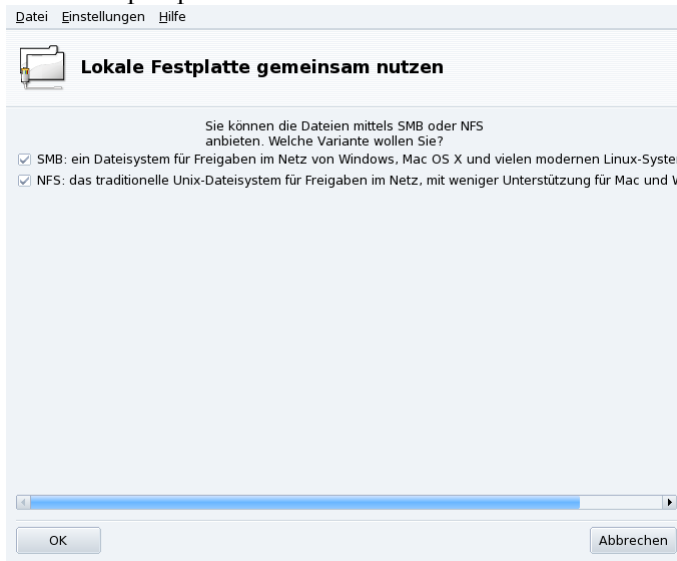 Datei Einstellungen Hilfe
Lokale Festplatte gemeinsam nutzen
Sie können die Dateien mittels SMB oder NFS
anbieten. Welche Variante wollen Sie?
SMB: ein Dateisystem für Freigaben im Netz von Windows, Mac OS X und vielen modernen Linux-Syste
NFS: das traditionelle Unix-Dateisystem für Freigaben im Netz, mit weniger Unterstützung für Mac und
OK Abbrechen